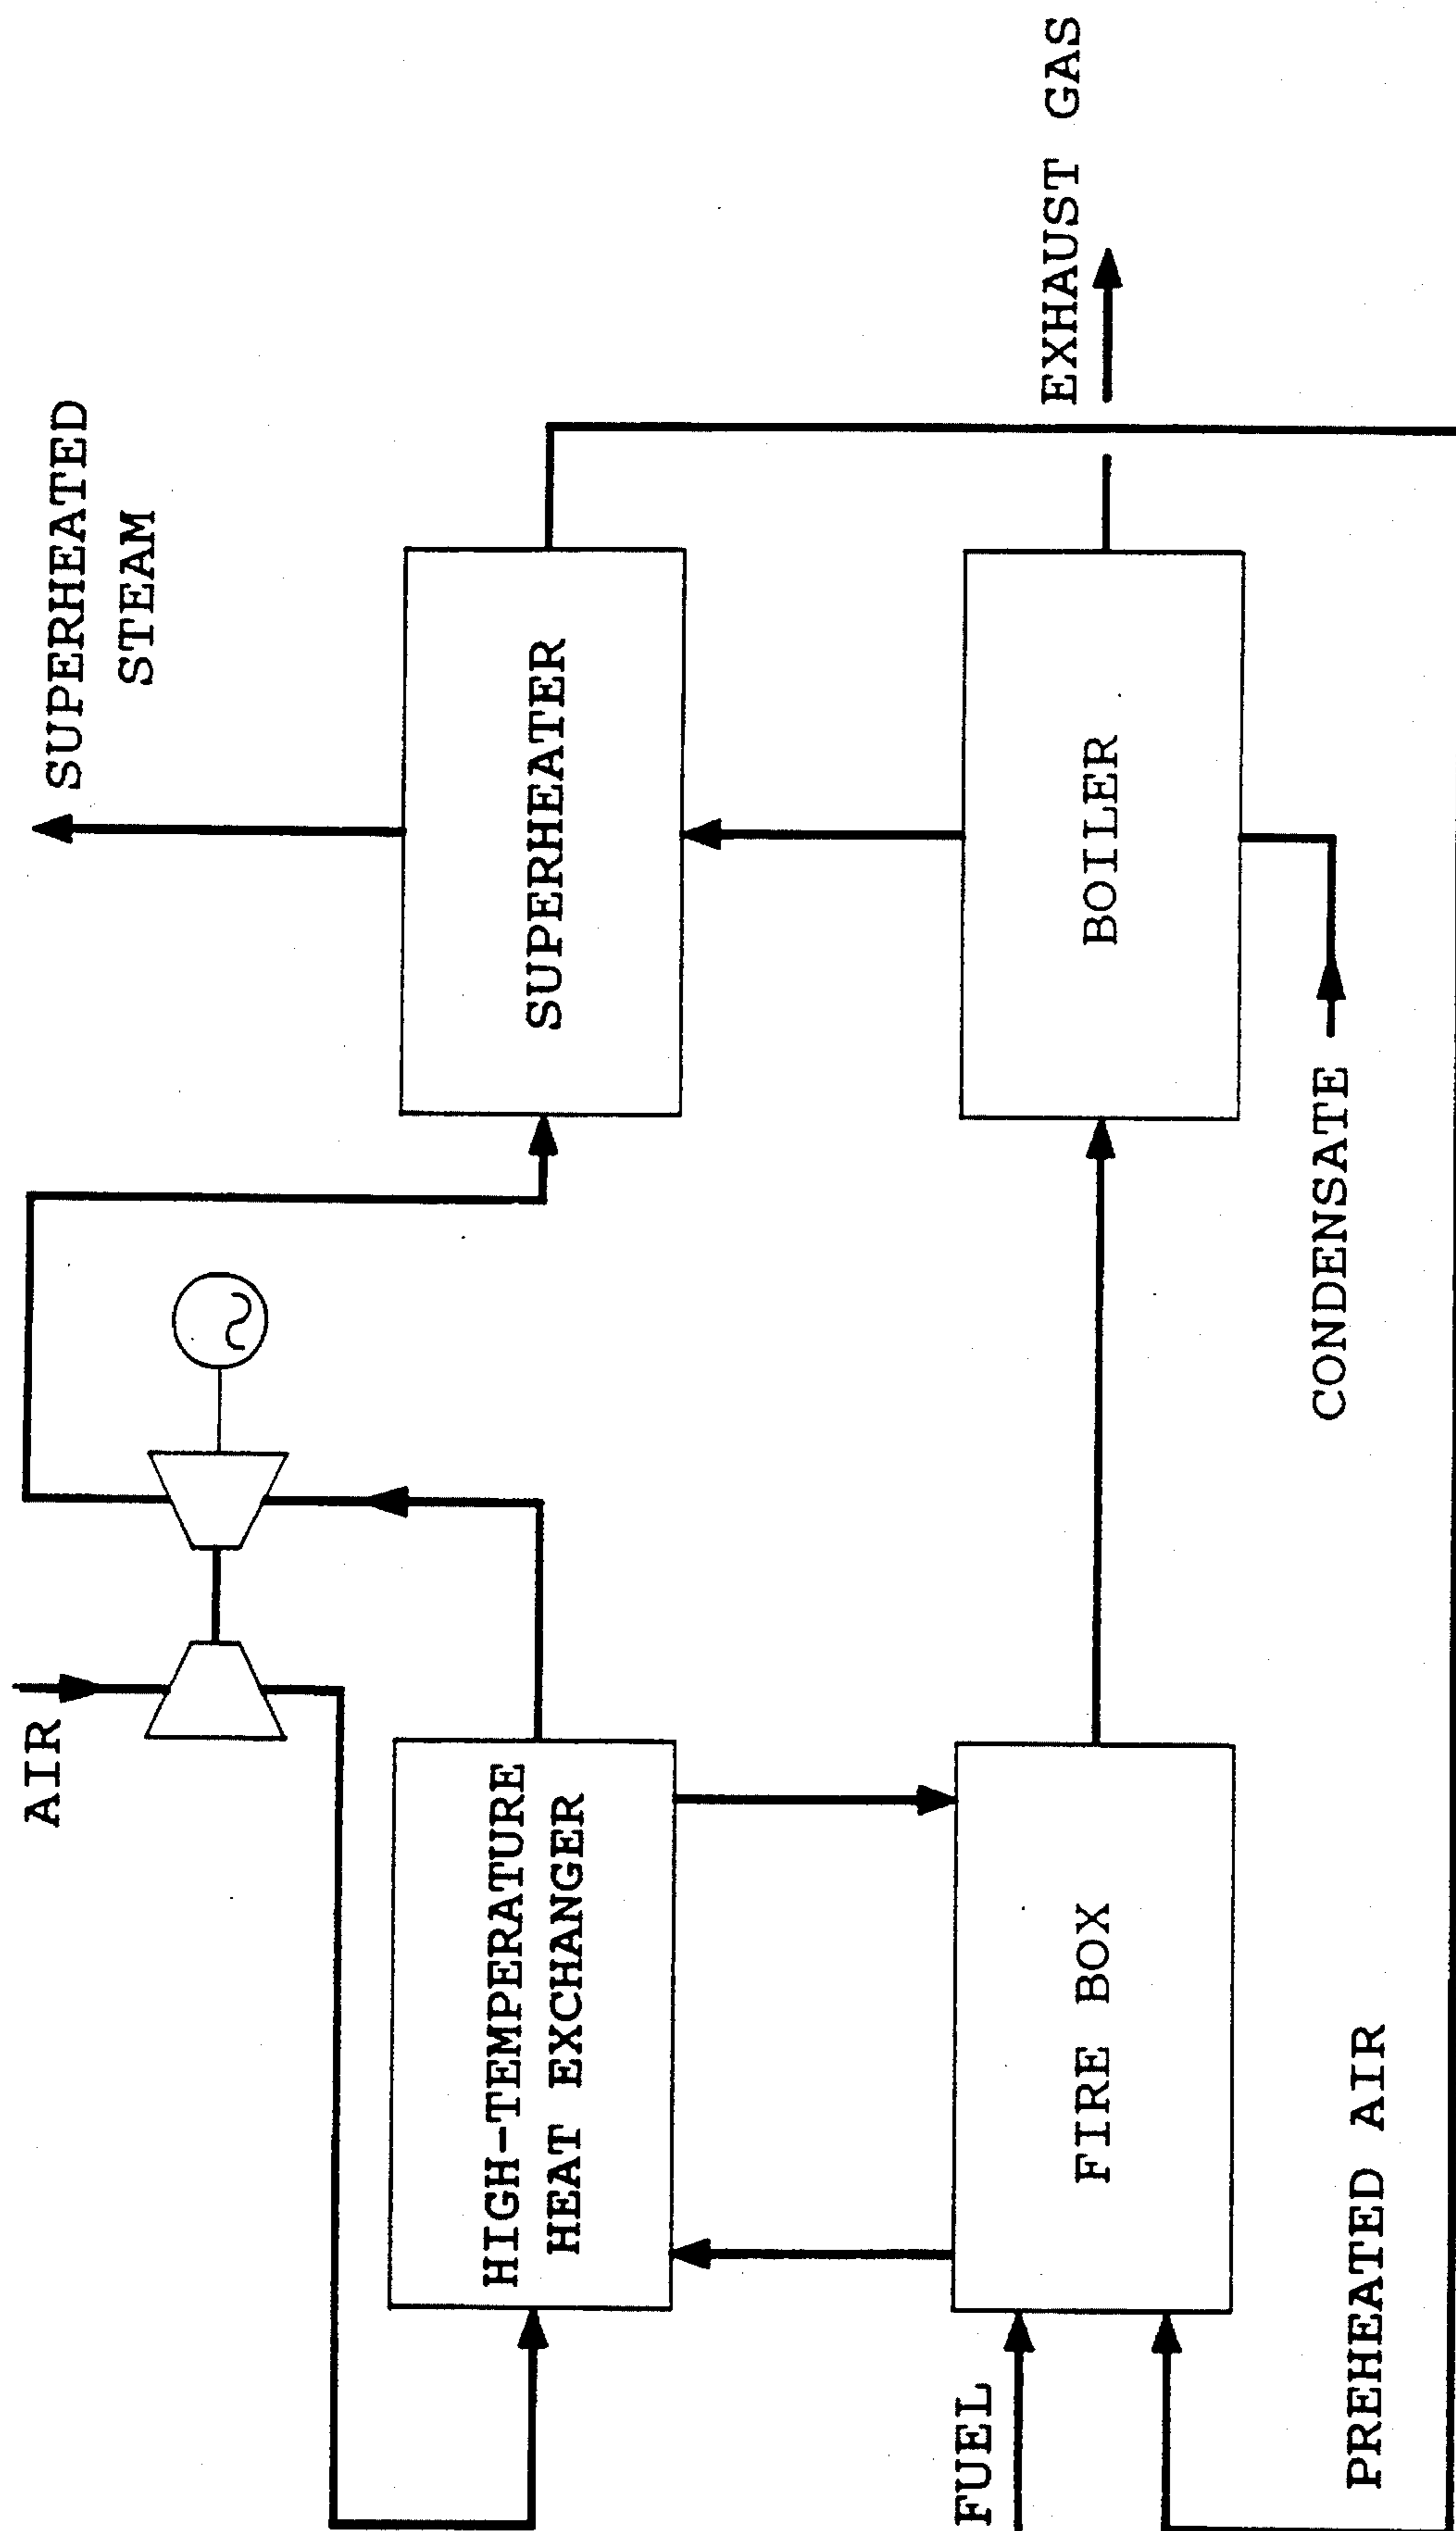 AIR
SUPERHEATED
STEAM
HIGH-TEMPERATURE
HEAT EXCHANGER
SUPERHEATER
FUEL
FIRE BOX
BOILER
EXHAUST GAS
CONDENSATE
PREHEATED AIR